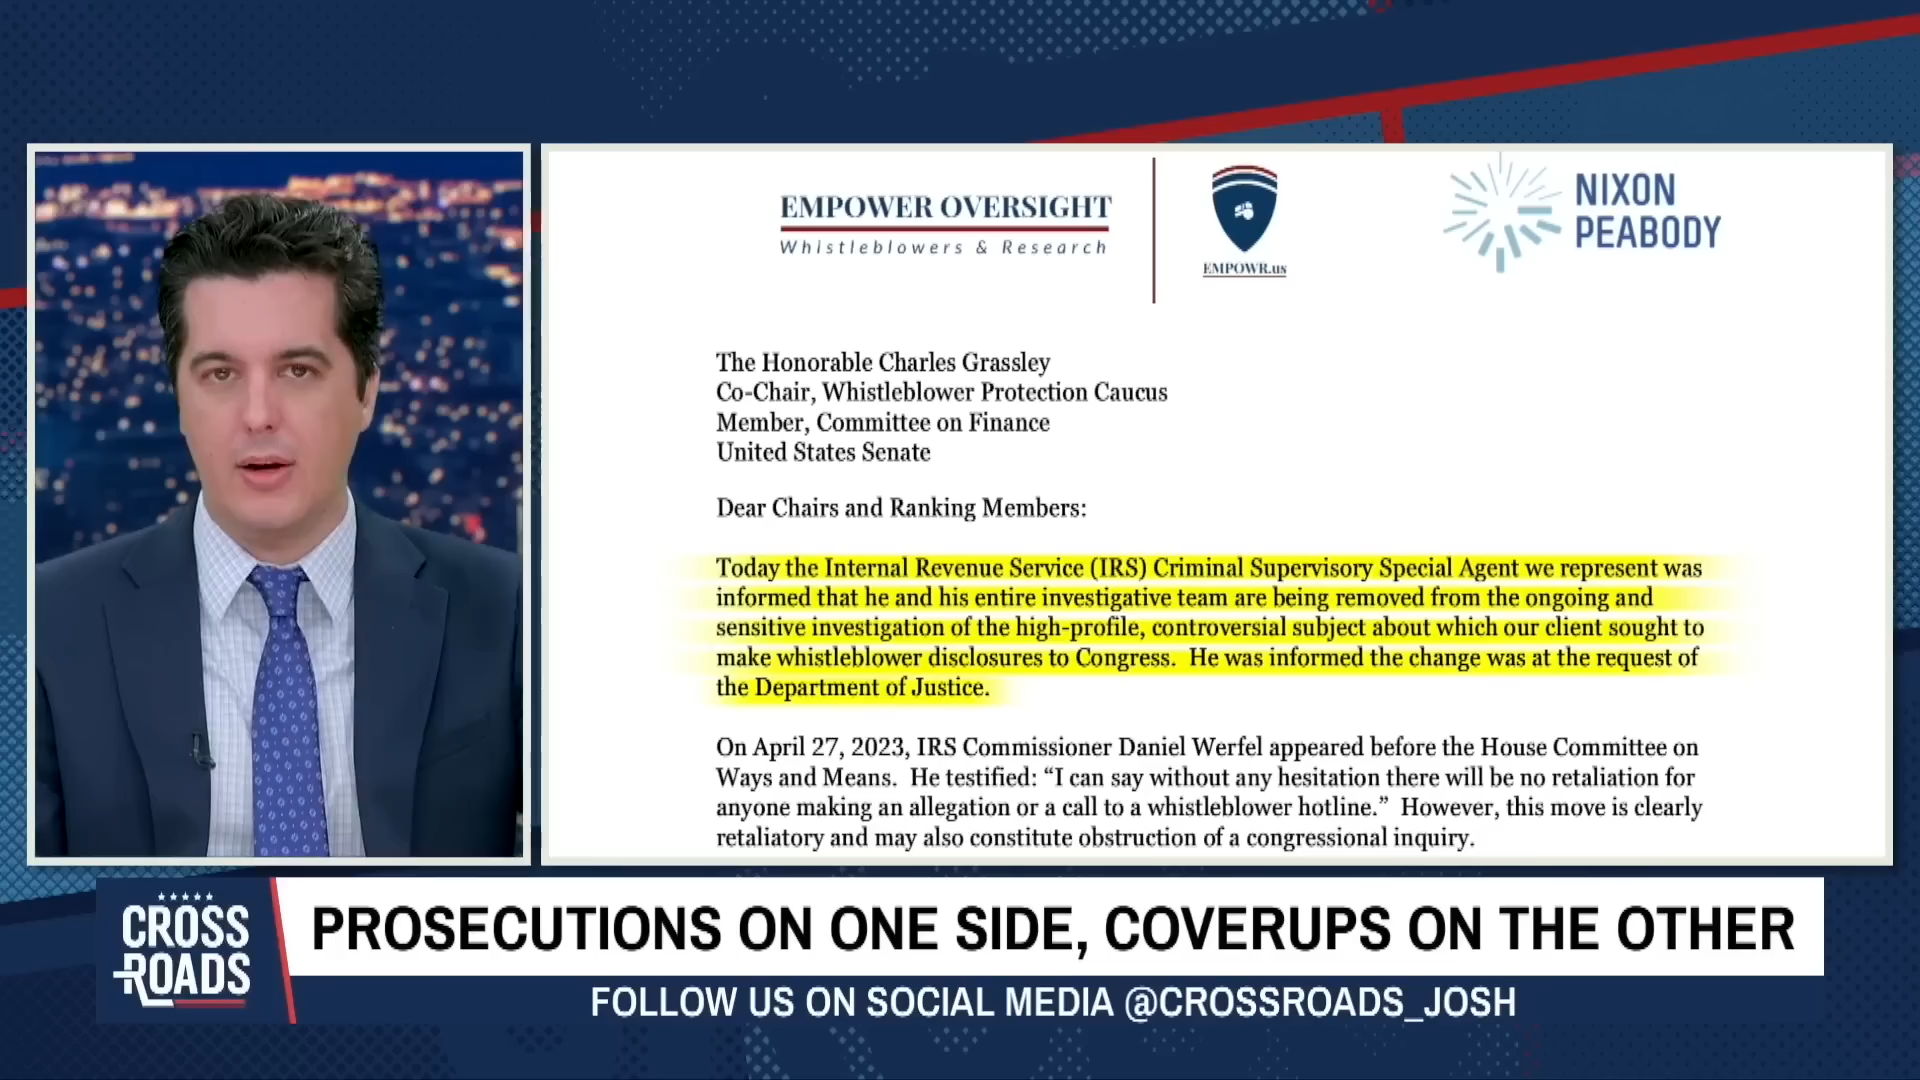 EMPOWER OVERSIGHT
Whistleblowers & Research
EMPOWR.us
NIXON
PEABODY
The Honorable Charles Grassley
Co-Chair, Whistleblower Protection Caucus
Member, Committee on Finance
United States Senate
Dear Chairs and Ranking Members:
Today the Internal Revenue Service (IRS) Criminal Supervisory Special Agent we represent was
informed that he and his entire investigative team are being removed from the ongoing and
sensitive investigation of the high-profile, controversial subject about which our client sought to
make whistleblower disclosures to Congress. He was informed the change was at the request of
the Department of Justice.
On April 27, 2023, IRS Commissioner Daniel Werfel appeared before the House Committee on
Ways and Means. He testified: “I can say without any hesitation there will be no retaliation for
anyone making an allegation or a call to a whistleblower hotline.” However, this move is clearly
retaliatory and may also constitute obstruction of a congressional inquiry.
CROSS
ROADS
PROSECUTIONS ON ONE SIDE, COVERUPS ON THE OTHER
FOLLOW US ON SOCIAL MEDIA @CROSSROADS_JOSH